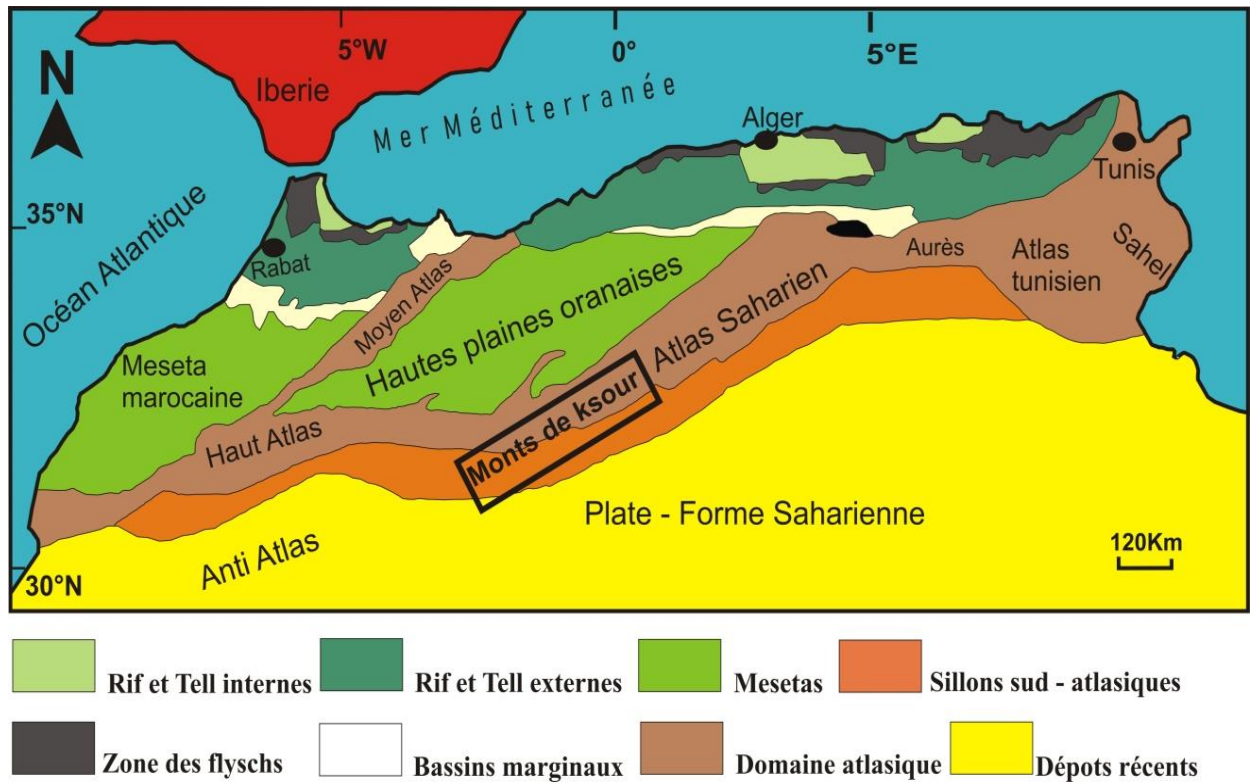 5°W
0°
5°E
N
Iberie
Mer Méditerranée
Alger
Tunis
35°N
Océan Atlantique
Rabat
Moyen Atlas
Hautes plaines oranaises
Atlas Saharien
Aurès
Atlas
tunisien
Sahel
Meseta
marocaine
Haut Atlas
Monts de ksour
Plate - Forme Saharienne
Anti Atlas
120Km
30°N
Rif et Tell internes
Rif et Tell externes
Mesetas
Sillons sud - atlasiques
Zone des flyschs
Bassins marginaux
Domaine atlasique
Dépots récents